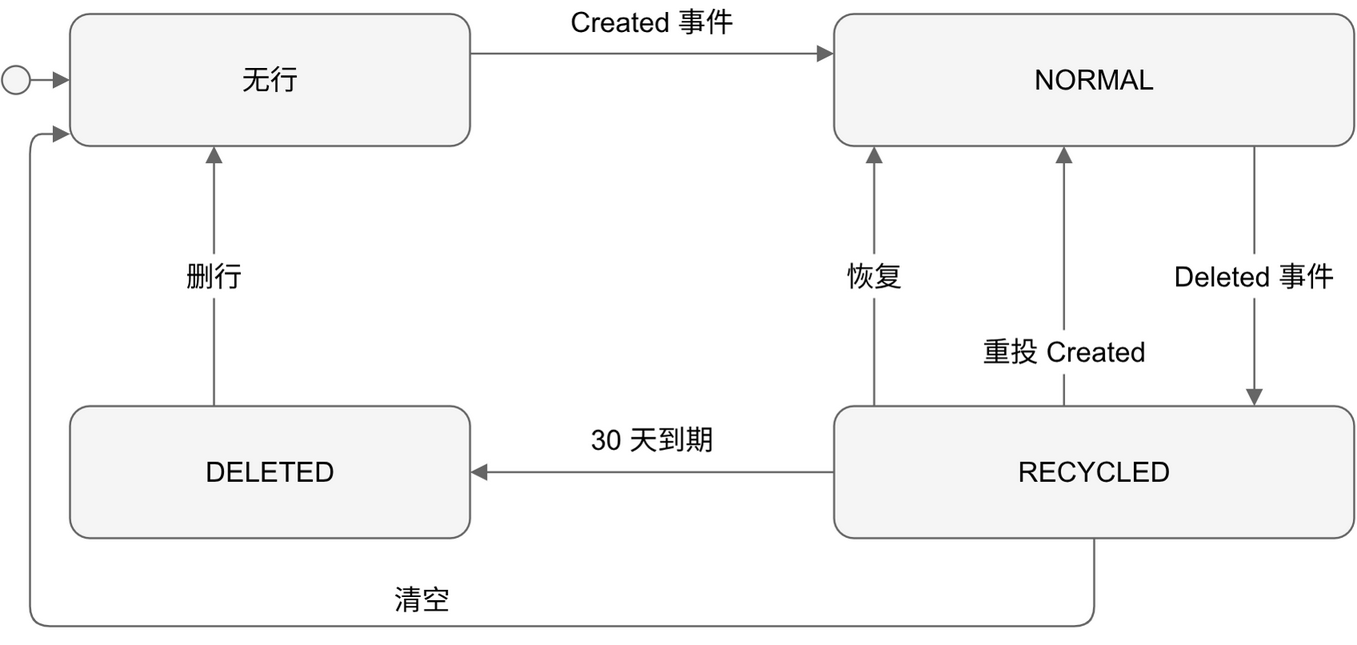 Created 事件
无行
NORMAL
删行
恢复
Deleted 事件
重投 Created
30 天到期
DELETED
RECYCLED
清空